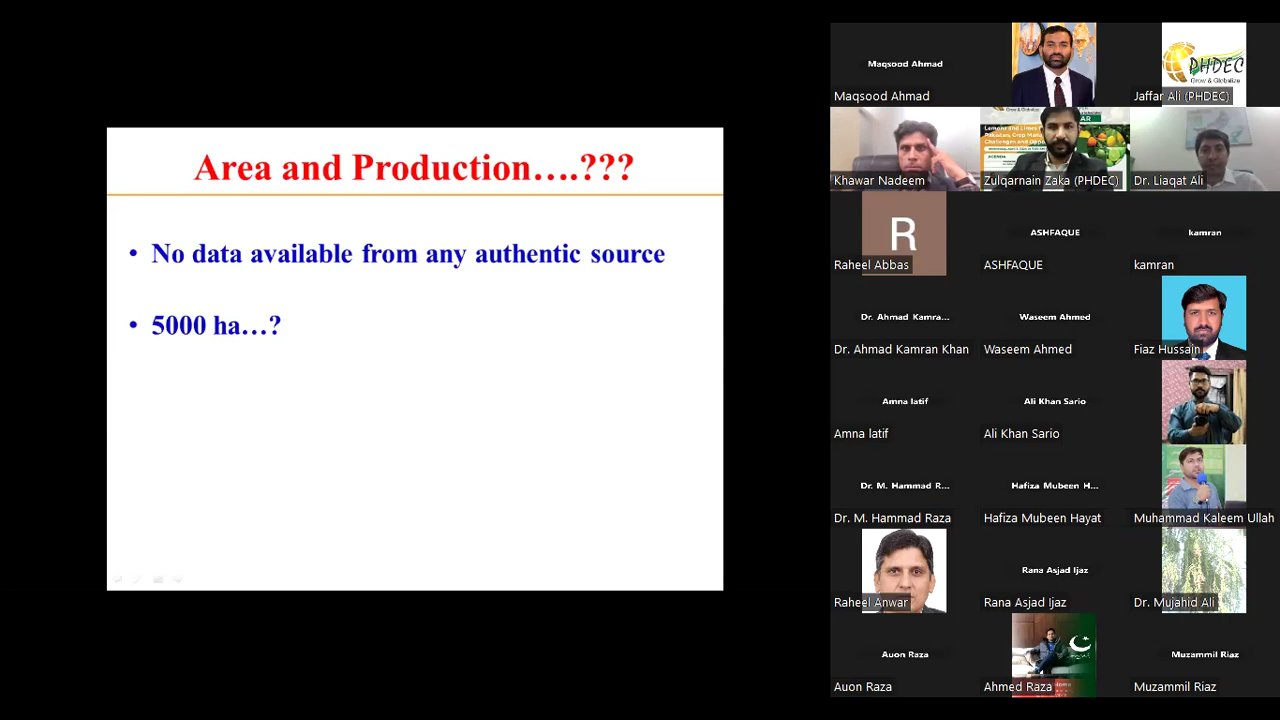 Area and Production….???
• No data available from any authentic source
• 5000 ha…?
Maqsood Ahmad
Maqsood Ahmad
PHDEC
Grow & Globalize
Jaffar Ali (PHDEC)
Khawar Nadeem
Grow & Globalize
Zulqarnain Zaka (PHDEC)
Dr. Liaqat Ali
R
Raheel Abbas
ASHFAQUE
ASHFAQUE
kamran
kamran
Dr. Ahmad Kamra...
Dr. Ahmad Kamran Khan
Waseem Ahmed
Waseem Ahmed
Fiaz Hussain
Amna latif
Amna latif
Ali Khan Sario
Ali Khan Sario
Dr. M. Hammad R...
Dr. M. Hammad Raza
Hafiza Mubeen H...
Hafiza Mubeen Hayat
Muhammad Kaleem Ullah
Raheel Anwar
Rana Asjad Ijaz
Rana Asjad Ijaz
Dr. Mujahid Ali
Auon Raza
Auon Raza
Ahmed Raza
Muzammil Riaz
Muzammil Riaz